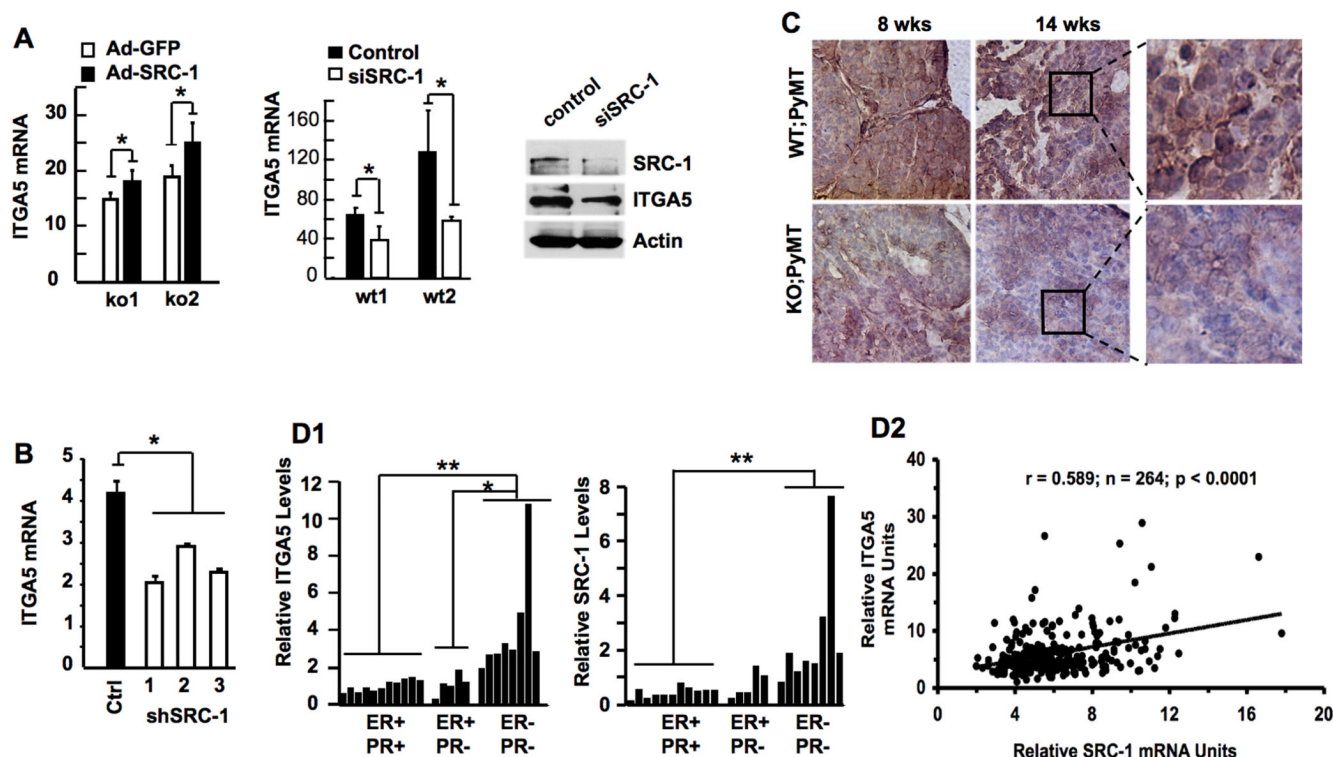 A
Ad-GFP
Ad-SRC-1
ITGA5 mRNA
30
20
10
0
*
*
ko1 ko2
Control
siSRC-1
ITGA5 mRNA
160
120
80
60
40
0
*
*
wt1 wt2
control siSRC-1
SRC-1
ITGA5
Actin
C
8 wks 14 wks
WT;PyMT
KO;PyMT
B
ITGA5 mRNA
5
4
3
2
1
0
*
Ctrl
1 2 3
shSRC-1
D1
Relative ITGA5 Levels
12
10
8
6
4
2
0
**
*
ER+ ER+ ER-
PR+ PR- PR-
Relative SRC-1 Levels
8
6
4
2
0
**
ER+ ER+ ER-
PR+ PR- PR-
D2
r = 0.589; n = 264; p < 0.0001
Relative ITGA5
mRNA Units
40
30
20
10
0
0 4 8 12 16 20
Relative SRC-1 mRNA Units